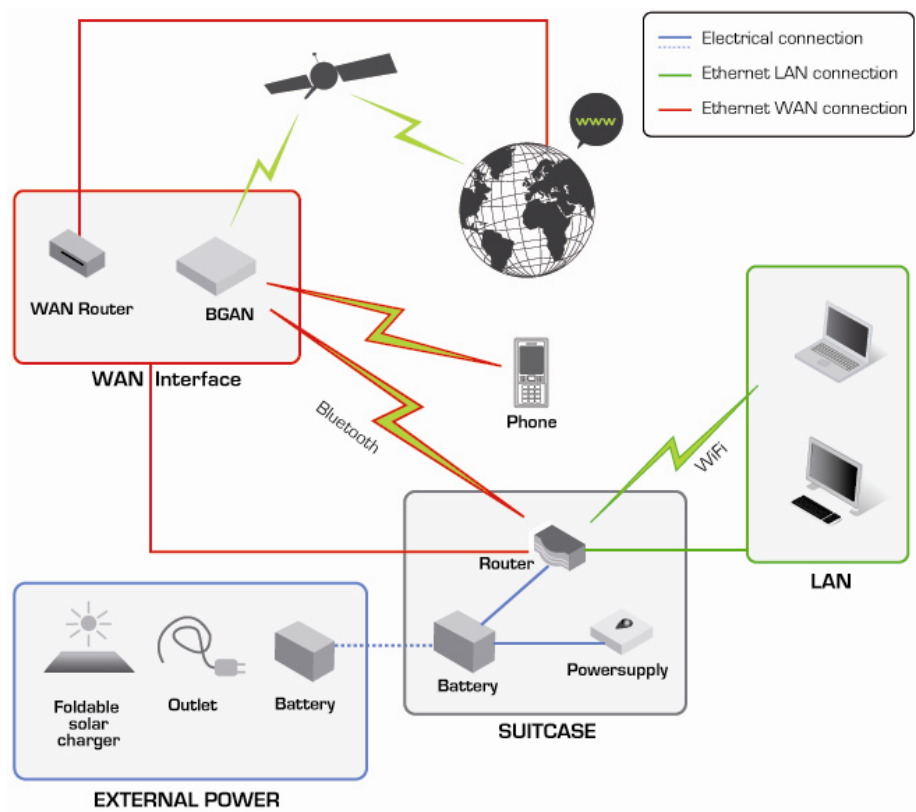 Electrical connection
Ethernet LAN connection
Ethernet WAN connection
www
WAN Router
BGAN
WAN Interface
Phone
Bluetooth
WiFi
Router
LAN
Battery
Powersupply
SUITCASE
Foldable
solar
charger
Outlet
Battery
EXTERNAL POWER